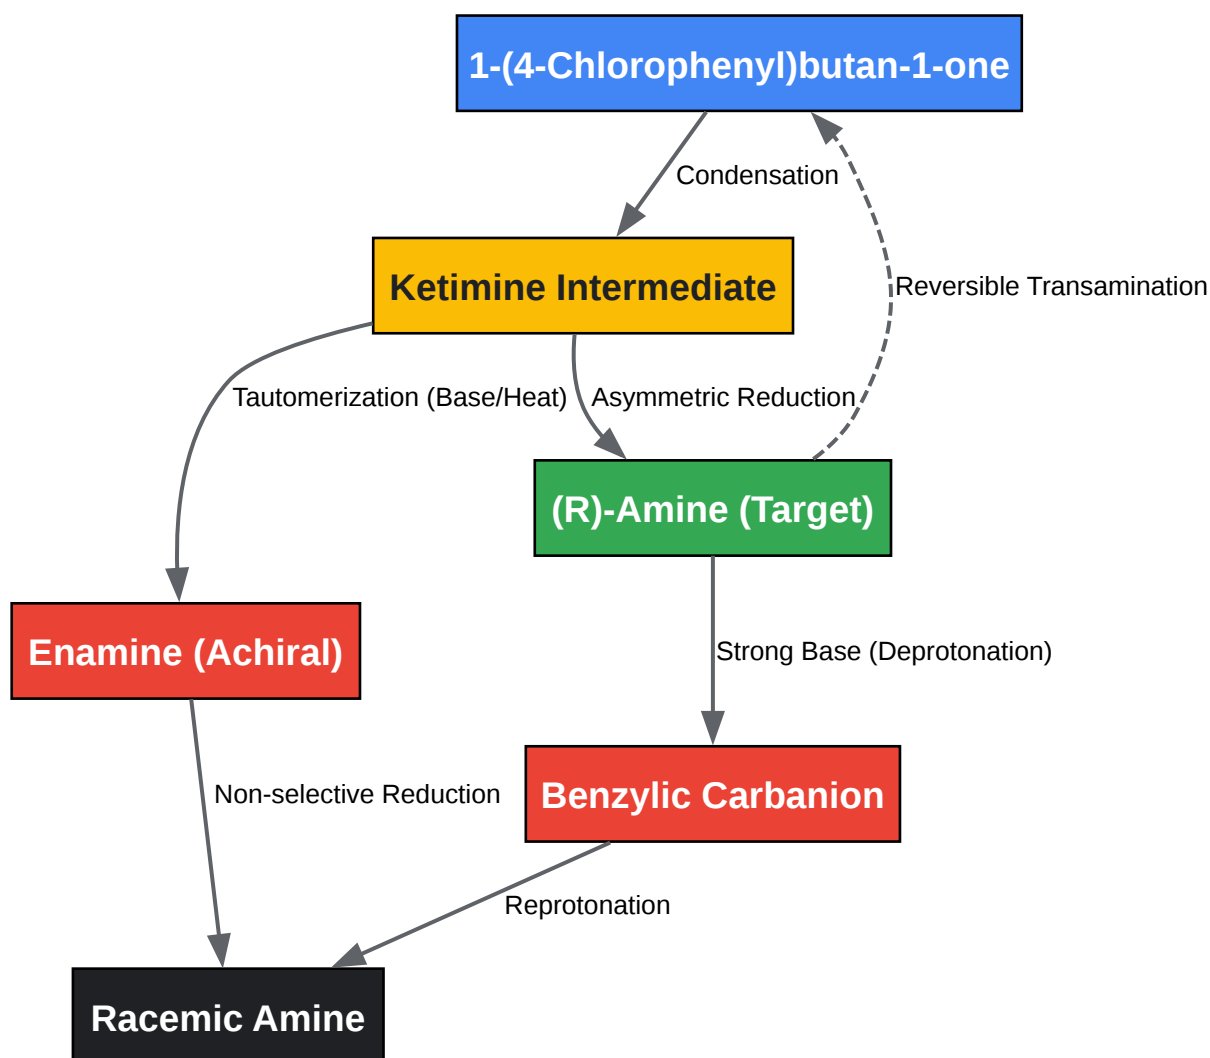 1-(4-Chlorophenyl)butan-1-one
Condensation
Ketimine Intermediate
Reversible Transamination
Tautomerization (Base/Heat)
Asymmetric Reduction
(R)-Amine (Target)
Enamine (Achiral)
Strong Base (Deprotonation)
Non-selective Reduction
Benzylic Carbanion
Reprotonation
Racemic Amine